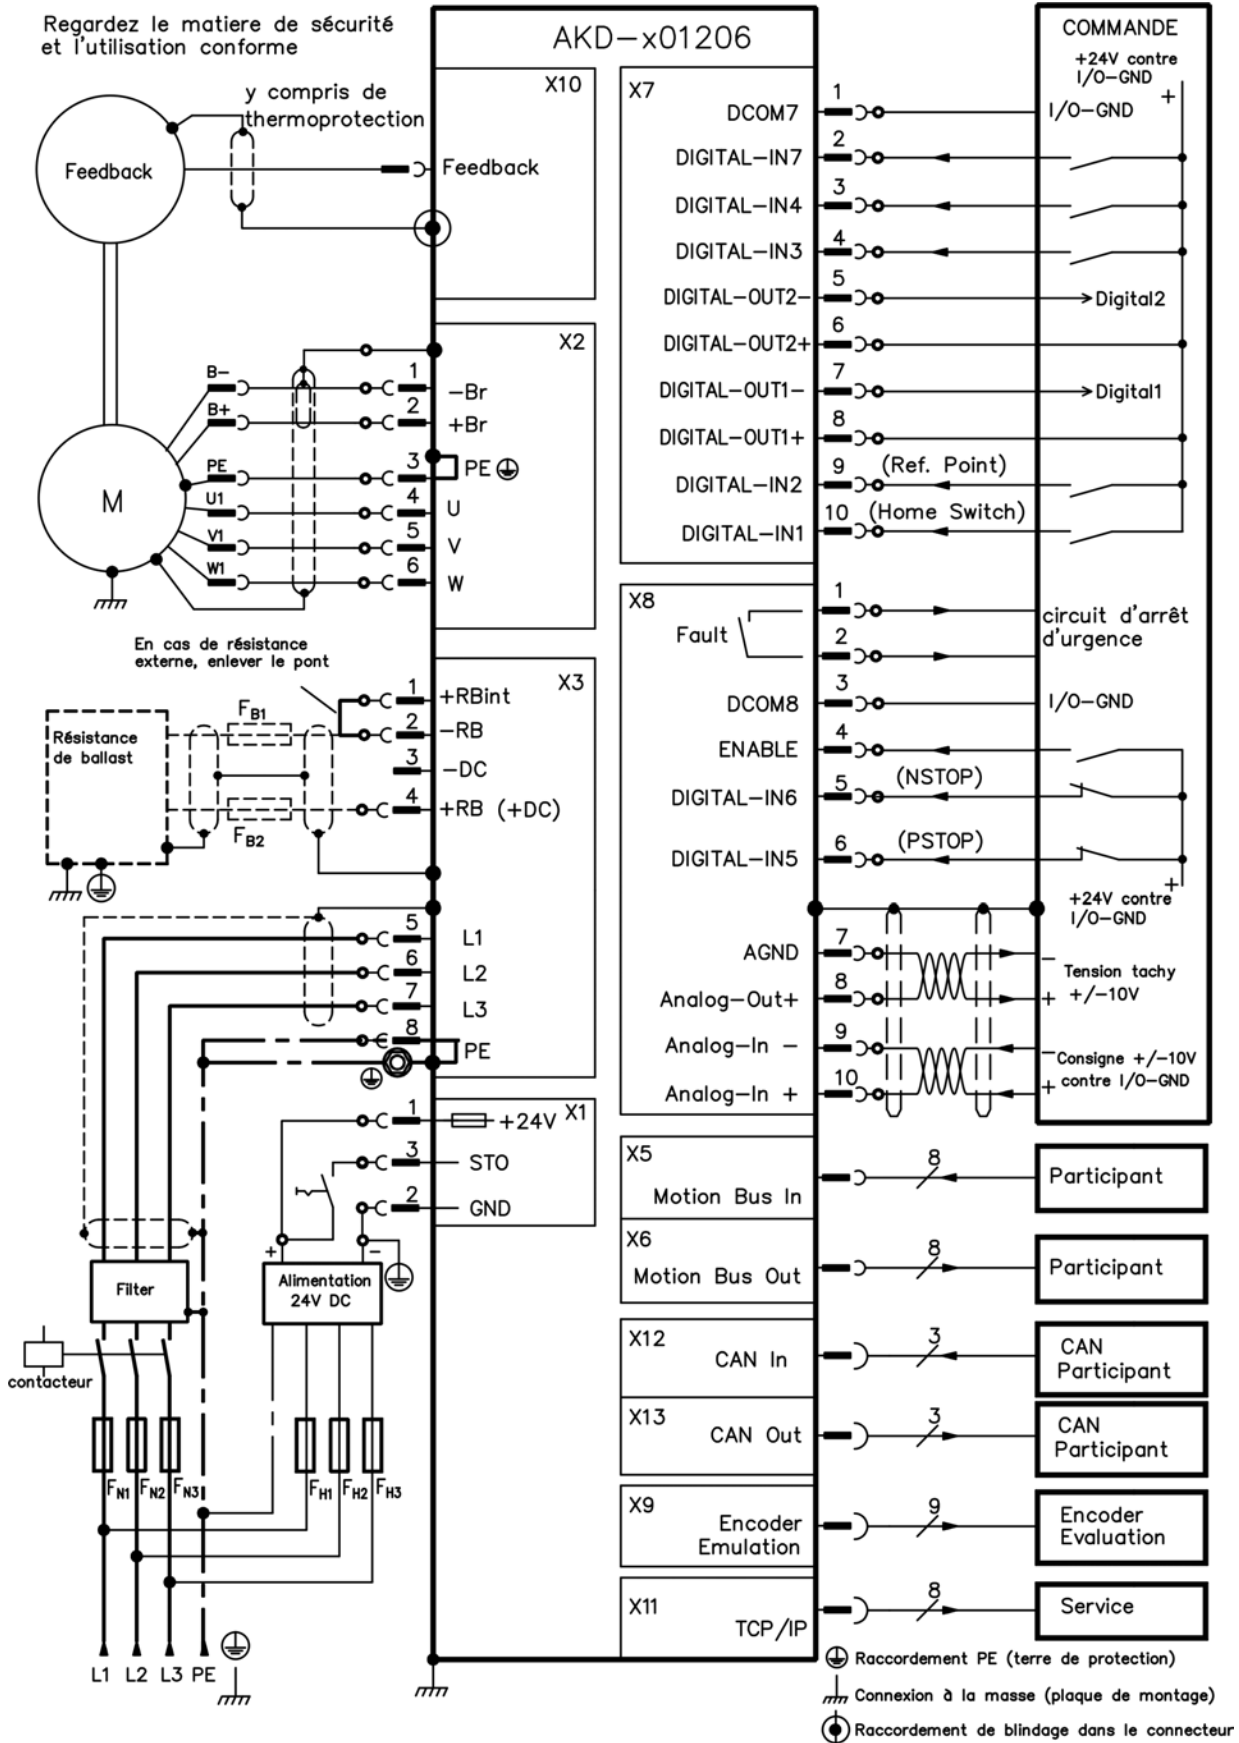 Regardez le matiere de sécurité
et l'utilisation conforme
AKD-x01206
COMMANDE
+24V contre
I/O-GND
+
X10
y compris de
thermoprotection
Feedback
Feedback
X7
DCOM7
1
I/O-GND
DIGITAL-IN7
2
DIGITAL-IN4
3
DIGITAL-IN3
4
DIGITAL-OUT2-
5
Digital2
DIGITAL-OUT2+
6
DIGITAL-OUT1-
7
Digital1
DIGITAL-OUT1+
8
DIGITAL-IN2
9
(Ref. Point)
DIGITAL-IN1
10
(Home Switch)
X2
B-
1
-Br
B+
2
+Br
PE
3
PE
U1
4
U
V1
5
V
W1
6
W
M
X8
Fault
1
2
circuit d'arrêt
d'urgence
DCOM8
3
I/O-GND
ENABLE
4
DIGITAL-IN6
5
(NSTOP)
DIGITAL-IN5
6
(PSTOP)
+
+24V contre
I/O-GND
AGND
7
-
Analog-Out+
8
+
Tension tachy
+/-10V
Analog-In -
9
-
Analog-In +
10
+
Consigne +/-10V
contre I/O-GND
En cas de résistance
externe, enlever le pont
X3
1
+RBint
2
-RB
3
-DC
4
+RB (+DC)
FB1
FB2
Résistance
de ballast
5
L1
6
L2
7
L3
8
PE
X1
1
+24V
3
STO
2
GND
+
-
Alimentation
24V DC
Filter
contacteur
FN1
FN2
FN3
FH1
FH2
FH3
L1
L2
L3
PE
X5
Motion Bus In
8
Participant
X6
Motion Bus Out
8
Participant
X12
CAN In
3
CAN
Participant
X13
CAN Out
3
CAN
Participant
X9
Encoder
Emulation
9
Encoder
Evaluation
X11
TCP/IP
8
Service
Raccordement PE (terre de protection)
Connexion à la masse (plaque de montage)
Raccordement de blindage dans le connecteur